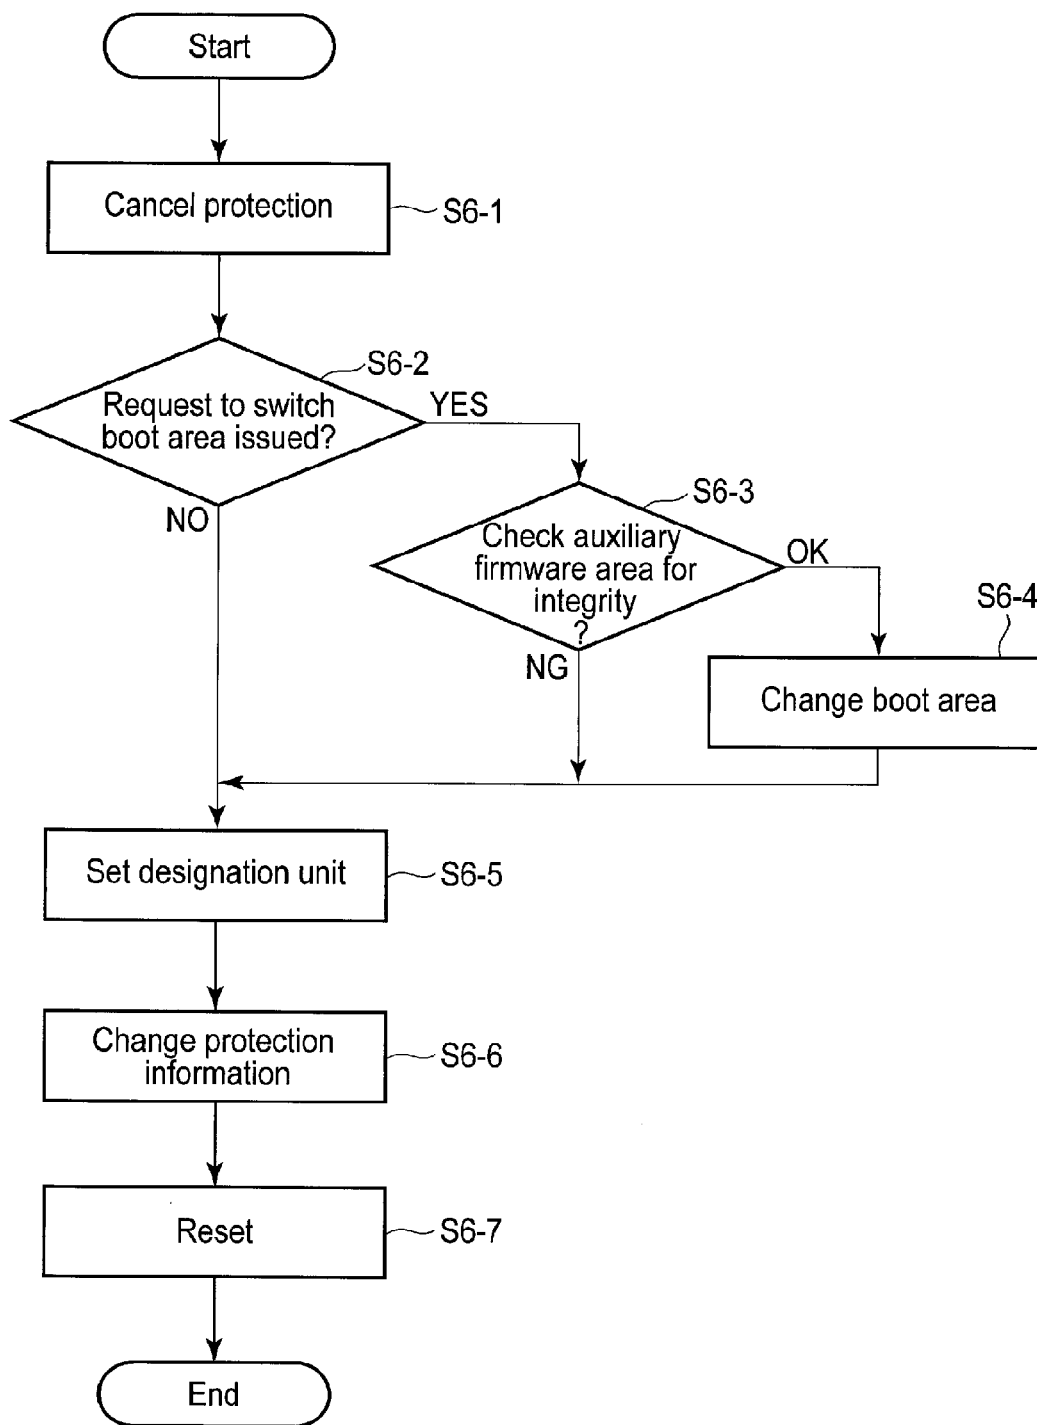 Start
Cancel protection
S6-1
S6-2
Request to switch
boot area issued?
YES
NO
S6-3
Check auxiliary
firmware area for
integrity
?
OK
NG
S6-4
Change boot area
Set designation unit
S6-5
Change protection
information
S6-6
Reset
S6-7
End